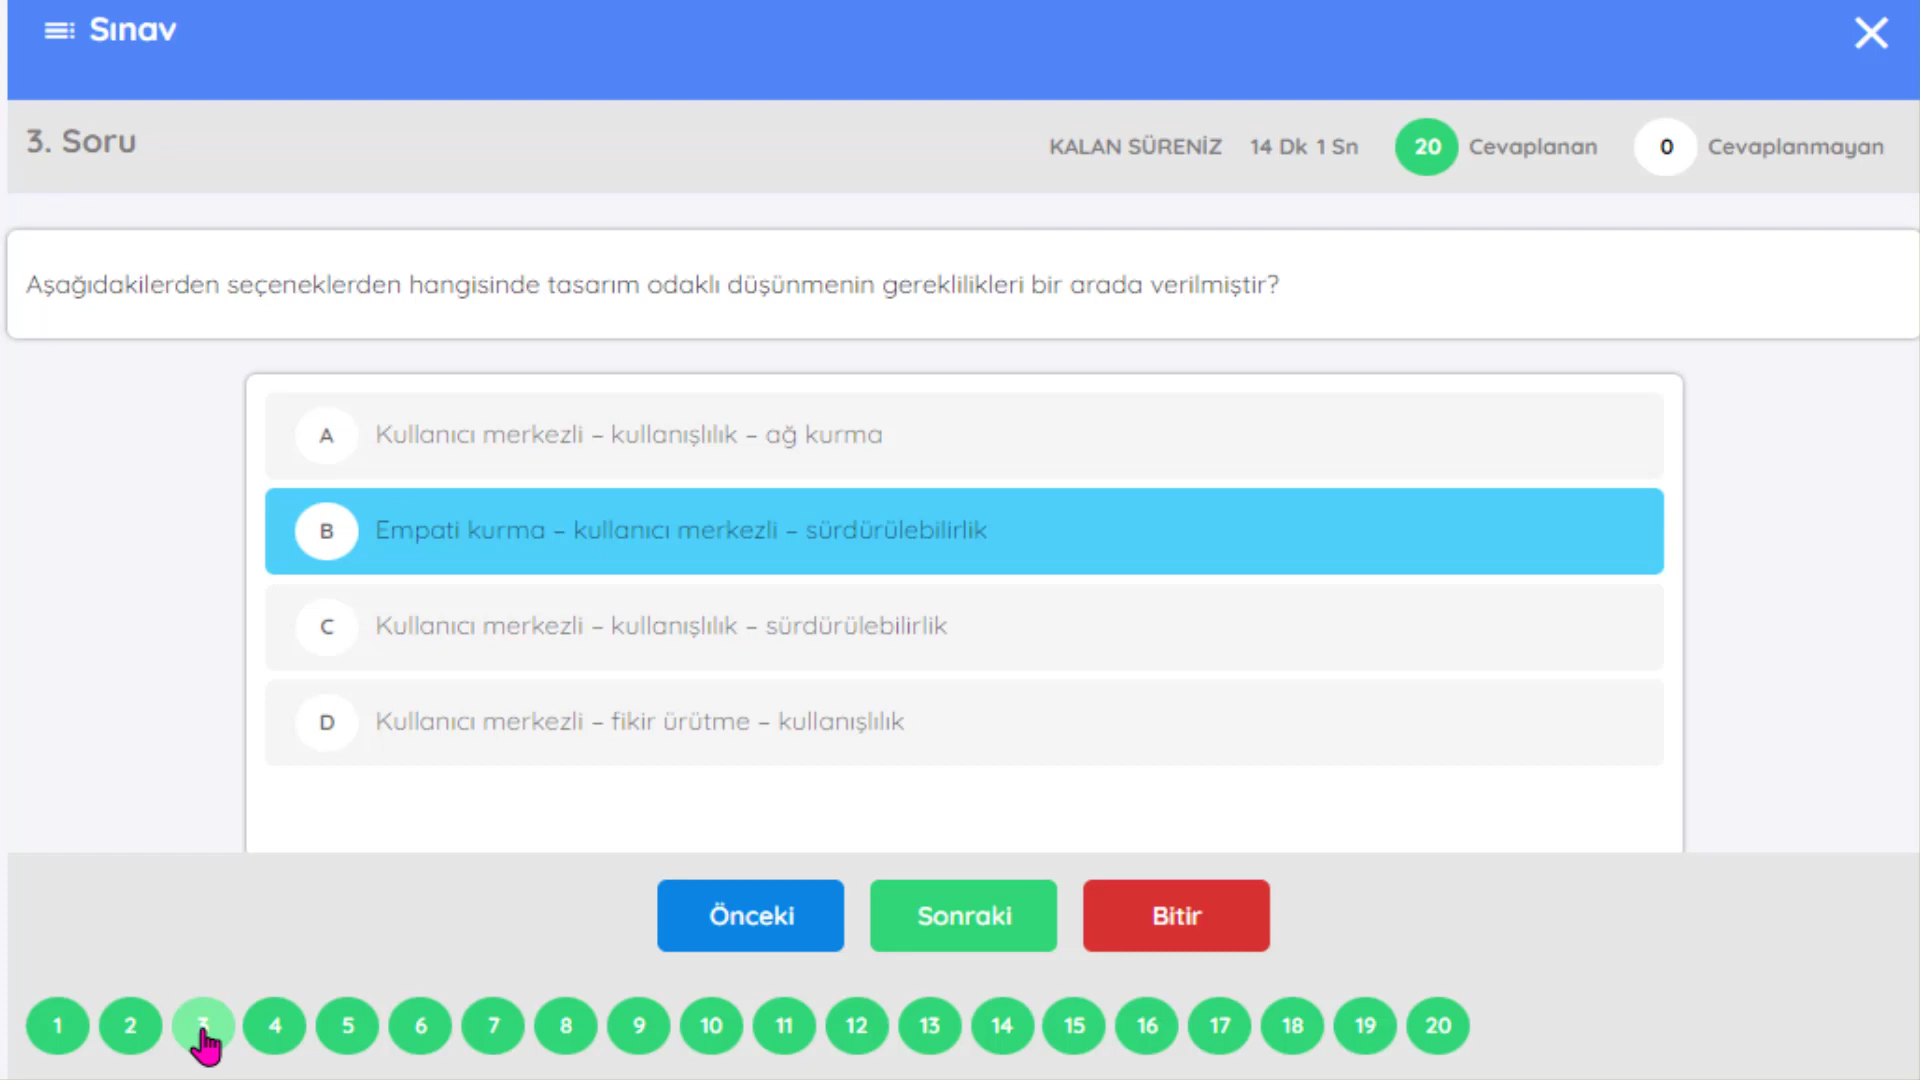 Sınav
3. Soru
KALAN SÜRENİZ 14 Dk 1 Sn 20 Cevaplanan 0 Cevaplanmayan
Aşağıdakilerden seçeneklerden hangisinde tasarım odaklı düşünmenin gereklilikleri bir arada verilmiştir?
A Kullanıcı merkezli – kullanışlılık – ağ kurma
B Empati kurma – kullanıcı merkezli – sürdürülebilirlik
C Kullanıcı merkezli – kullanışlılık – sürdürülebilirlik
D Kullanıcı merkezli – fikir ürütme – kullanışlılık
Önceki Sonraki Bitir
1 2 3 4 5 6 7 8 9 10 11 12 13 14 15 16 17 18 19 20